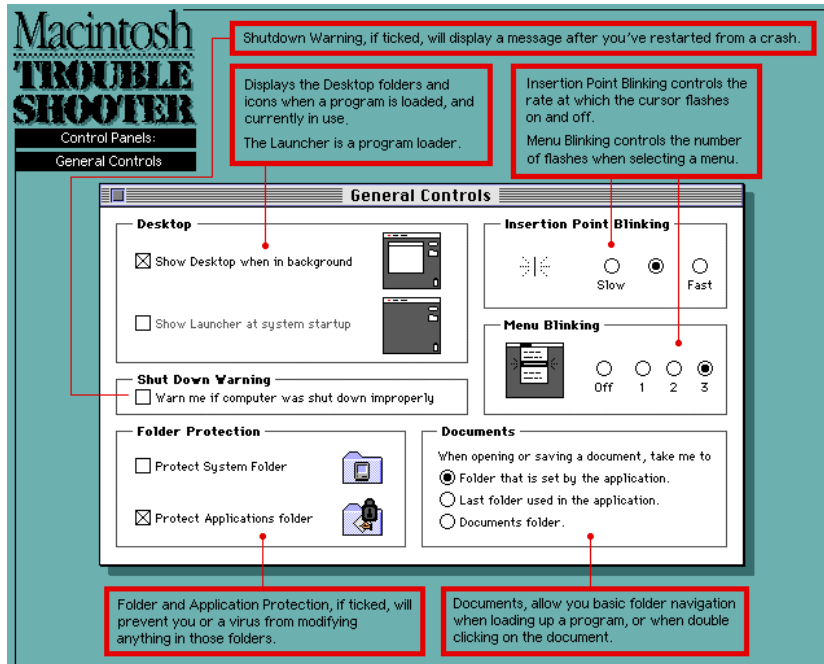 Macintosh
TROUBLE
SHOOTER
Control Panels:
General Controls
Shutdown Warning, if ticked, will display a message after you've restarted from a crash.
Displays the Desktop folders and
icons when a program is loaded, and
currently in use.
The Launcher is a program loader.
Insertion Point Blinking controls the
rate at which the cursor flashes
on and off.
Menu Blinking controls the number
of flashes when selecting a menu.
General Controls
Desktop
Show Desktop when in background
Show Launcher at system startup
Insertion Point Blinking
Slow
Fast
Menu Blinking
Off 1 2 3
Shut Down Warning
Warn me if computer was shut down improperly
Folder Protection
Protect System Folder
Protect Applications folder
Documents
When opening or saving a document, take me to
Folder that is set by the application.
Last folder used in the application.
Documents folder.
Folder and Application Protection, if ticked, will
prevent you or a virus from modifying
anything in those folders.
Documents, allow you basic folder navigation
when loading up a program, or when double
clicking on the document.